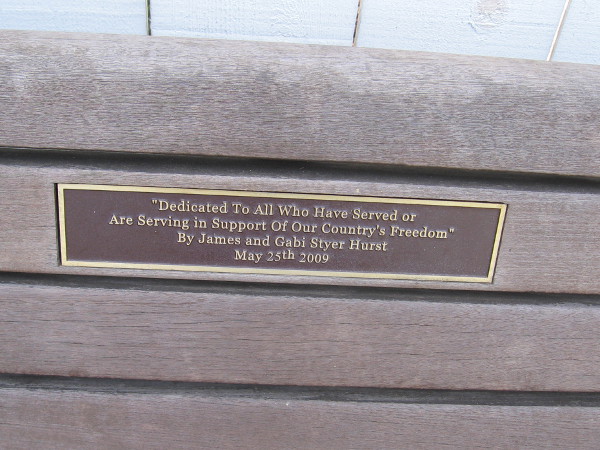 "Dedicated To All Who Have Served or
Are Serving in Support Of Our Country's Freedom"
By James and Gabi Styer Hurst
May 25th 2009